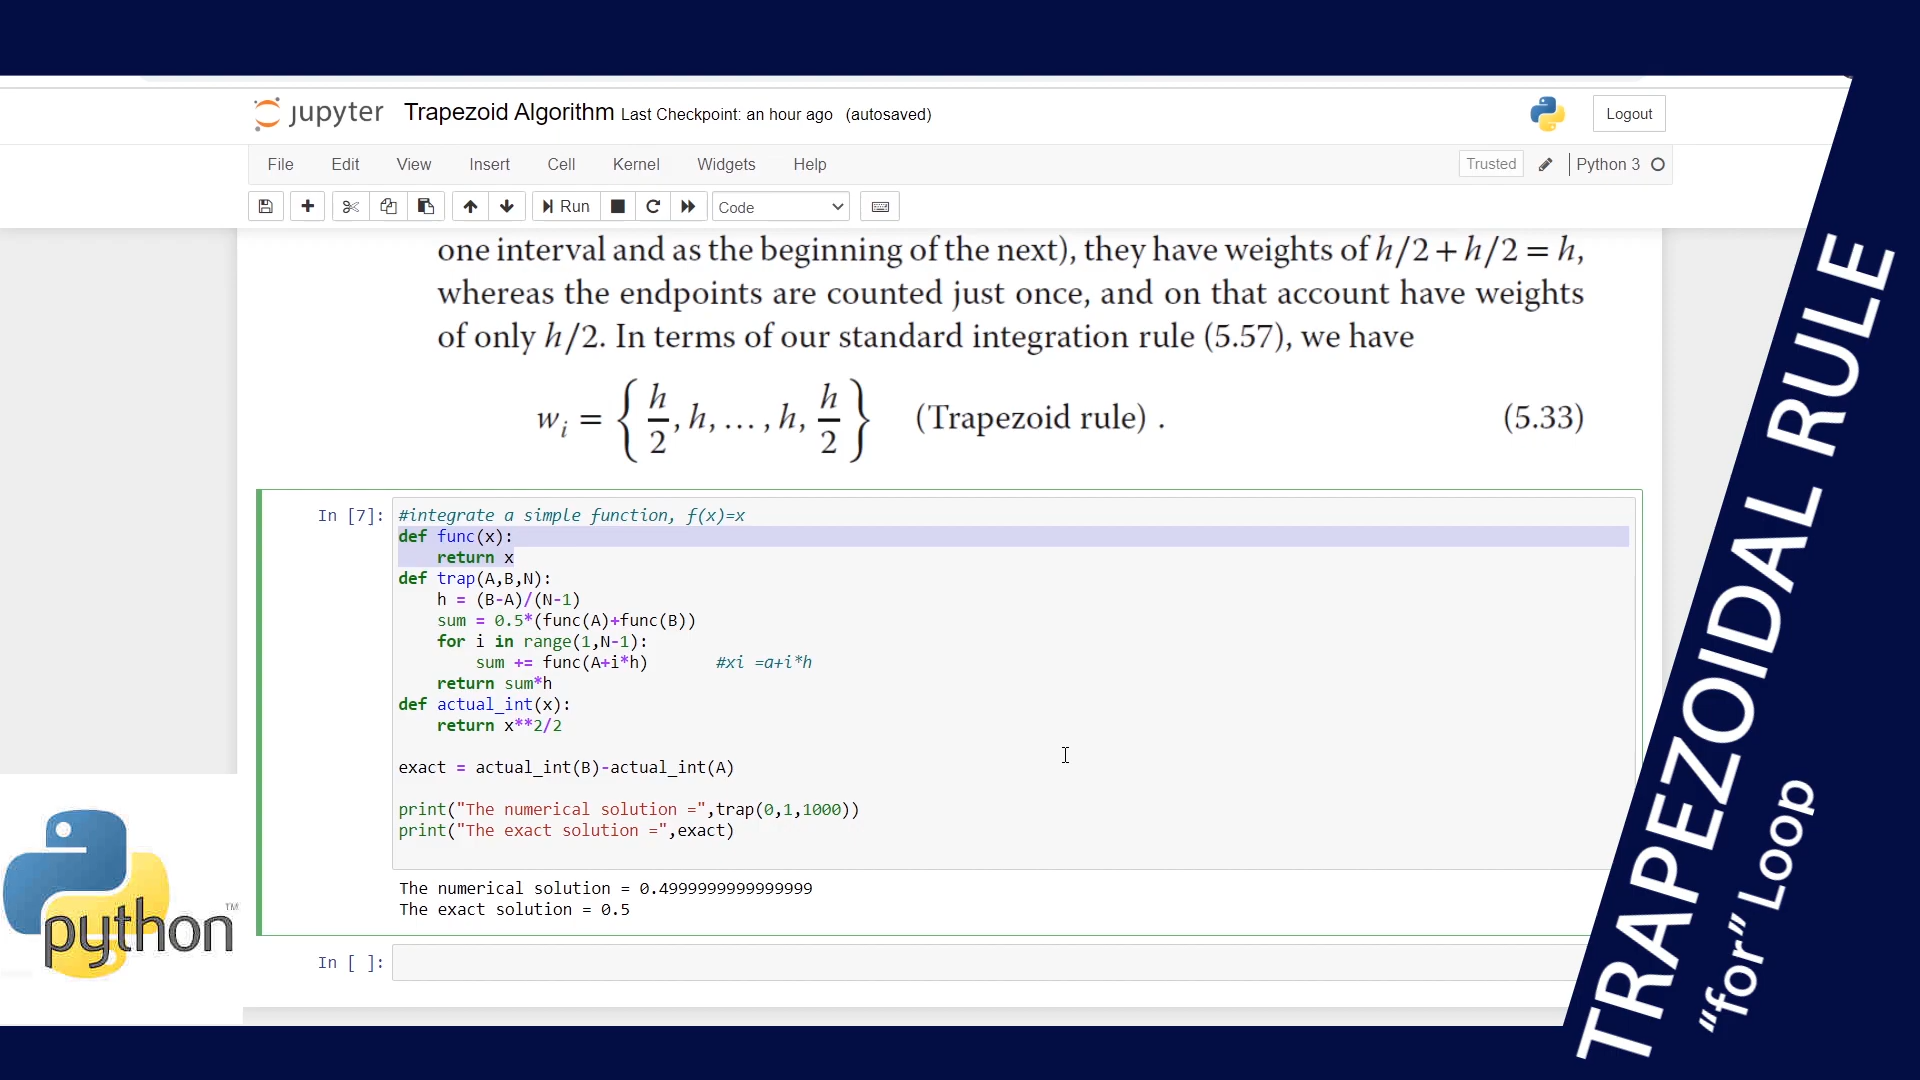 jupyter Trapezoid Algorithm Last Checkpoint: an hour ago (autosaved) Logout
File Edit View Insert Cell Kernel Widgets Help Trusted Python 3
Run Code
one interval and as the beginning of the next), they have weights of h/2 + h/2 = h,
whereas the endpoints are counted just once, and on that account have weights
of only h/2. In terms of our standard integration rule (5.57), we have
w_i = { h/2, h, … , h, h/2 } (Trapezoid rule) . (5.33)
In [7]: #integrate a simple function, f(x)=x
def func(x):
    return x
def trap(A,B,N):
    h = (B-A)/(N-1)
    sum = 0.5*(func(A)+func(B))
    for i in range(1,N-1):
        sum += func(A+i*h)       #xi =a+i*h
    return sum*h
def actual_int(x):
    return x**2/2
exact = actual_int(B)-actual_int(A)
print("The numerical solution =",trap(0,1,1000))
print("The exact solution =",exact)
The numerical solution = 0.4999999999999999
The exact solution = 0.5
In [ ]:
python™
TRAPEZOIDAL RULE
“for” Loop